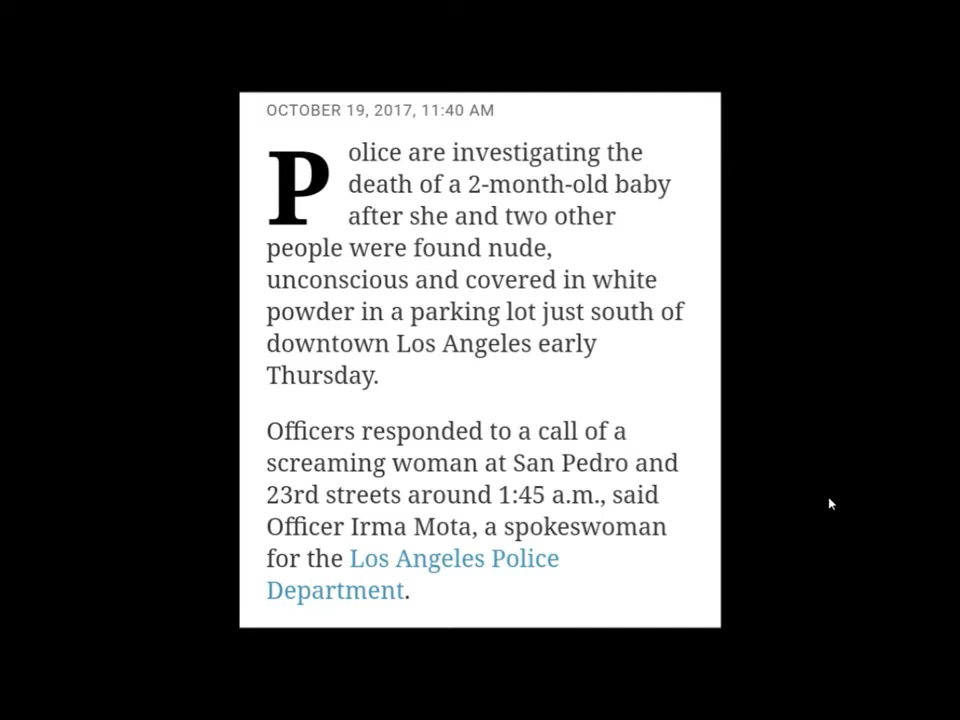 OCTOBER 19, 2017, 11:40 AM
Police are investigating the
death of a 2-month-old baby
after she and two other
people were found nude,
unconscious and covered in white
powder in a parking lot just south of
downtown Los Angeles early
Thursday.
Officers responded to a call of a
screaming woman at San Pedro and
23rd streets around 1:45 a.m., said
Officer Irma Mota, a spokeswoman
for the Los Angeles Police
Department.